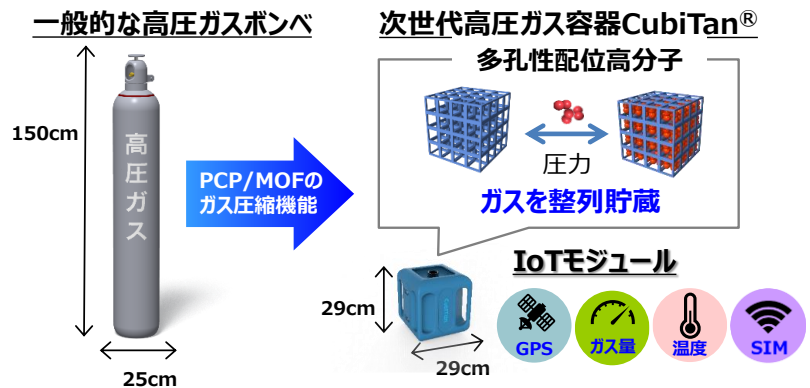 一般的な高圧ガスボンベ
150cm
高圧ガス
25cm
PCP/MOFの
ガス圧縮機能
次世代高圧ガス容器CubiTan®
多孔性配位高分子
圧力
ガスを整列貯蔵
29cm
29cm
IoTモジュール
GPS
ガス量
温度
SIM